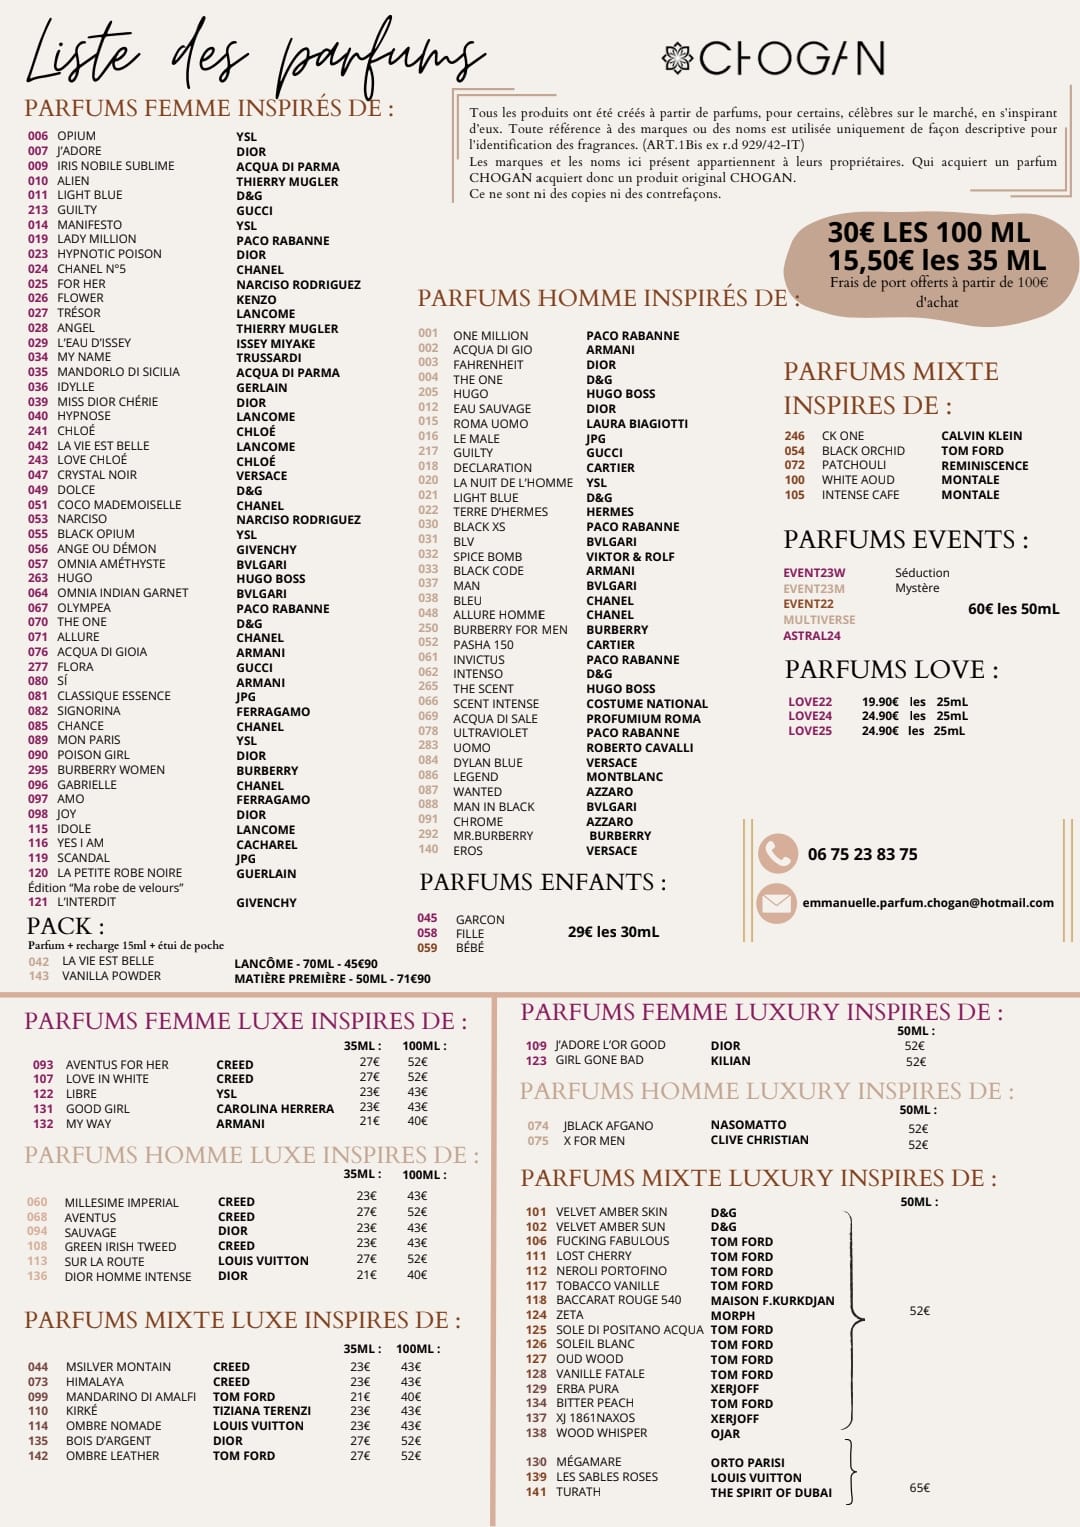 Liste des parfums
CHOGAN
PARFUMS FEMME INSPIRÉS DE :
006 OPIUM YSL
007 J'ADORE DIOR
009 IRIS NOBILE SUBLIME ACQUA DI PARMA
010 ALIEN THIERRY MUGLER
011 LIGHT BLUE D&G
213 GUILTY GUCCI
014 MANIFESTO YSL
019 LADY MILLION PACO RABANNE
023 HYPNOTIC POISON DIOR
024 CHANEL N°5 CHANEL
025 FOR HER NARCISO RODRIGUEZ
026 FLOWER KENZO
027 TRÉSOR LANCOME
028 ANGEL THIERRY MUGLER
029 L'EAU D'ISSEY ISSEY MIYAKE
034 MY NAME TRUSSARDI
035 MANDORLO DI SICILIA ACQUA DI PARMA
036 IDYLLE GERLAIN
039 MISS DIOR CHÉRIE DIOR
040 HYPNOSE LANCOME
241 CHLOÉ CHLOÉ
042 LA VIE EST BELLE LANCOME
243 LOVE CHLOÉ CHLOÉ
047 CRYSTAL NOIR VERSACE
049 DOLCE D&G
051 COCO MADEMOISELLE CHANEL
053 NARCISO NARCISO RODRIGUEZ
055 BLACK OPIUM YSL
056 ANGE OU DÉMON GIVENCHY
057 OMNIA AMÉTHYSTE BVLGARI
263 HUGO HUGO BOSS
064 OMNIA INDIAN GARNET BVLGARI
067 OLYMPEA PACO RABANNE
070 THE ONE D&G
071 ALLURE CHANEL
076 ACQUA DI GIOIA ARMANI
277 FLORA GUCCI
080 SÍ ARMANI
081 CLASSIQUE ESSENCE JPG
082 SIGNORINA FERRAGAMO
085 CHANCE CHANEL
089 MON PARIS YSL
090 POISON GIRL DIOR
295 BURBERRY WOMEN BURBERRY
096 GABRIELLE CHANEL
097 AMO FERRAGAMO
098 JOY DIOR
115 IDOLE LANCOME
116 YES I AM CACHAREL
119 SCANDAL JPG
120 LA PETITE ROBE NOIRE GUERLAIN
Édition "Ma robe de velours"
121 L'INTERDIT GIVENCHY
PACK :
Parfum + recharge 15ml + étui de poche
042 LA VIE EST BELLE LANCÔME - 70ML - 45€90
143 VANILLA POWDER MATIÈRE PREMIÈRE - 50ML - 71€90
Tous les produits ont été créés à partir de parfums, pour certains, célèbres sur le marché, en s'inspirant
d'eux. Toute référence à des marques ou des noms est utilisée uniquement de façon descriptive pour
l'identification des fragrances. (ART.1Bis ex r.d 929/42-IT)
Les marques et les noms ici présent appartiennent à leurs propriétaires. Qui acquiert un parfum
CHOGAN acquiert donc un produit original CHOGAN.
Ce ne sont ni des copies ni des contrefaçons.
30€ LES 100 ML
15,50€ les 35 ML
Frais de port offerts à partir de 100€
d'achat
PARFUMS HOMME INSPIRÉS DE :
001 ONE MILLION PACO RABANNE
002 ACQUA DI GIO ARMANI
003 FAHRENHEIT DIOR
004 THE ONE D&G
205 HUGO HUGO BOSS
012 EAU SAUVAGE DIOR
015 ROMA UOMO LAURA BIAGIOTTI
016 LE MALE JPG
217 GUILTY GUCCI
018 DECLARATION CARTIER
020 LA NUIT DE L'HOMME YSL
021 LIGHT BLUE D&G
022 TERRE D'HERMES HERMES
030 BLACK XS PACO RABANNE
031 BLV BVLGARI
032 SPICE BOMB VIKTOR & ROLF
033 BLACK CODE ARMANI
037 MAN BVLGARI
038 BLEU CHANEL
048 ALLURE HOMME CHANEL
250 BURBERRY FOR MEN BURBERRY
052 PASHA 150 CARTIER
061 INVICTUS PACO RABANNE
062 INTENSO D&G
265 THE SCENT HUGO BOSS
066 SCENT INTENSE COSTUME NATIONAL
069 ACQUA DI SALE PROFUMIUM ROMA
078 ULTRAVIOLET PACO RABANNE
283 UOMO ROBERTO CAVALLI
084 DYLAN BLUE VERSACE
086 LEGEND MONTBLANC
087 WANTED AZZARO
088 MAN IN BLACK BVLGARI
091 CHROME AZZARO
292 MR.BURBERRY BURBERRY
140 EROS VERSACE
PARFUMS ENFANTS :
045 GARCON
058 FILLE 29€ les 30mL
059 BÉBÉ
PARFUMS MIXTE
INSPIRES DE :
246 CK ONE CALVIN KLEIN
054 BLACK ORCHID TOM FORD
072 PATCHOULI REMINISCENCE
100 WHITE AOUD MONTALE
105 INTENSE CAFE MONTALE
PARFUMS EVENTS :
EVENT23W Séduction
EVENT23M Mystère
EVENT22 60€ les 50mL
MULTIVERSE
ASTRAL24
PARFUMS LOVE :
LOVE22 19.90€ les 25mL
LOVE24 24.90€ les 25mL
LOVE25 24.90€ les 25mL
06 75 23 83 75
emmanuelle.parfum.chogan@hotmail.com
PARFUMS FEMME LUXE INSPIRES DE :
35ML : 100ML :
093 AVENTUS FOR HER CREED 27€ 52€
107 LOVE IN WHITE CREED 27€ 52€
122 LIBRE YSL 23€ 43€
131 GOOD GIRL CAROLINA HERRERA 23€ 43€
132 MY WAY ARMANI 21€ 40€
PARFUMS HOMME LUXE INSPIRES DE :
35ML : 100ML :
060 MILLESIME IMPERIAL CREED 23€ 43€
068 AVENTUS CREED 27€ 52€
094 SAUVAGE DIOR 23€ 43€
108 GREEN IRISH TWEED CREED 23€ 43€
113 SUR LA ROUTE LOUIS VUITTON 27€ 52€
136 DIOR HOMME INTENSE DIOR 21€ 40€
PARFUMS MIXTE LUXE INSPIRES DE :
35ML : 100ML :
044 MSILVER MONTAIN CREED 23€ 43€
073 HIMALAYA CREED 23€ 43€
099 MANDARINO DI AMALFI TOM FORD 21€ 40€
110 KIRKÉ TIZIANA TERENZI 23€ 43€
114 OMBRE NOMADE LOUIS VUITTON 23€ 43€
135 BOIS D'ARGENT DIOR 27€ 52€
142 OMBRE LEATHER TOM FORD 27€ 52€
PARFUMS FEMME LUXURY INSPIRES DE :
50ML :
109 J'ADORE L'OR GOOD DIOR 52€
123 GIRL GONE BAD KILIAN 52€
PARFUMS HOMME LUXURY INSPIRES DE :
50ML :
074 JBLACK AFGANO NASOMATTO 52€
075 X FOR MEN CLIVE CHRISTIAN 52€
PARFUMS MIXTE LUXURY INSPIRES DE :
50ML :
101 VELVET AMBER SKIN D&G
102 VELVET AMBER SUN D&G
106 FUCKING FABULOUS TOM FORD
111 LOST CHERRY TOM FORD
112 NEROLI PORTOFINO TOM FORD
117 TOBACCO VANILLE TOM FORD
118 BACCARAT ROUGE 540 MAISON F.KURKDJAN
124 ZETA MORPH 52€
125 SOLE DI POSITANO ACQUA TOM FORD
126 SOLEIL BLANC TOM FORD
127 OUD WOOD TOM FORD
128 VANILLE FATALE TOM FORD
129 ERBA PURA XERJOFF
134 BITTER PEACH TOM FORD
137 XJ 1861NAXOS XERJOFF
138 WOOD WHISPER OJAR
130 MÉGAMARE ORTO PARISI
139 LES SABLES ROSES LOUIS VUITTON
141 TURATH THE SPIRIT OF DUBAI 65€